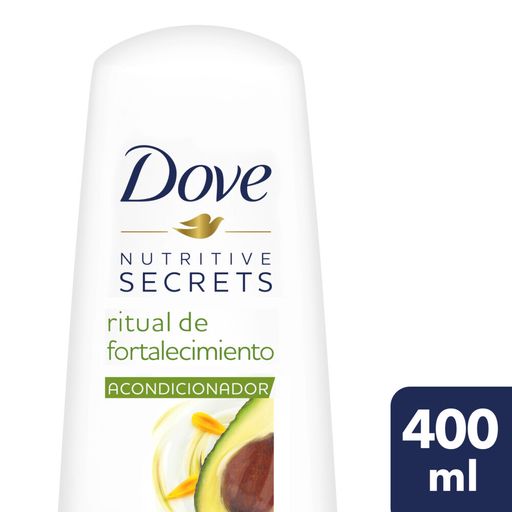 Dove
NUTRITIVE
SECRETS
ritual de
fortalecimiento
ACONDICIONADOR
400
ml